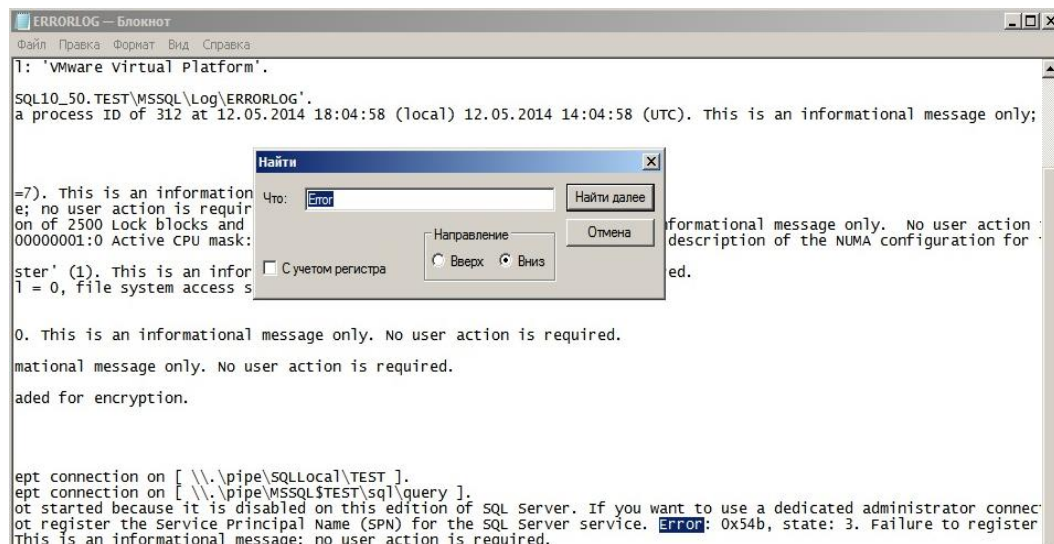 ERRORLOG — Блокнот
Файл Правка Формат Вид Справка
l: 'VMware Virtual Platform'.
SQL10_50.TEST\MSSQL\Log\ERRORLOG'.
a process ID of 312 at 12.05.2014 18:04:58 (local) 12.05.2014 14:04:58 (UTC). This is an informational message only;
Найти
Что: Error
Найти далее
Отмена
Направление
Вверх Вниз
С учетом регистра
=7). This is an information
e; no user action is requir
on of 2500 Lock blocks and nformational message only. No user action
00000001:0 Active CPU mask: description of the NUMA configuration for
ster' (1). This is an infor ed.
l = 0, file system access s
0. This is an informational message only. No user action is required.
mational message only. No user action is required.
aded for encryption.
ept connection on [ \\.\pipe\SQLLocal\TEST ].
ept connection on [ \\.\pipe\MSSQL$TEST\sql\query ].
ot started because it is disabled on this edition of SQL Server. If you want to use a dedicated administrator connec
ot register the Service Principal Name (SPN) for the SQL Server service. Error: 0x54b, state: 3. Failure to register
This is an informational message; no user action is required.